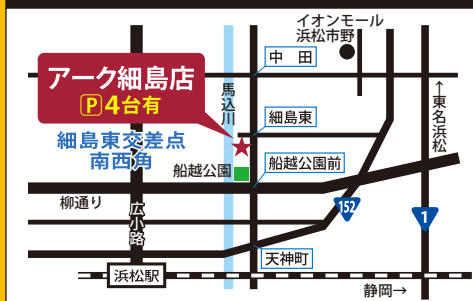 イオンモール
浜松市野
中 田
アーク細島店
P4台有
馬込川
細島東
↑東名浜松
細島東交差点
南西角
船越公園
船越公園前
柳通り
広小路
152
1
天神町
浜松駅
静岡→